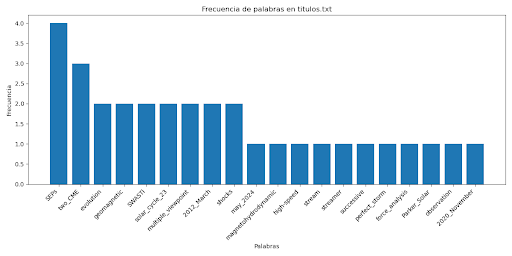 Frecuencia de palabras en titulos.txt
Frecuencia
4.0
3.5
3.0
2.5
2.0
1.5
1.0
0.5
0.0
SEPs
two_CME
evolution
geomagnetic
SWASTi
solar_cycle_23
multiple_viewpoint
2012_March
shocks
may_2024
magnetohydrodynamic
high-speed
stream
streamer
successive
perfect_storm
force_analysis
Parker_Solar
observation
2020_November
Palabras